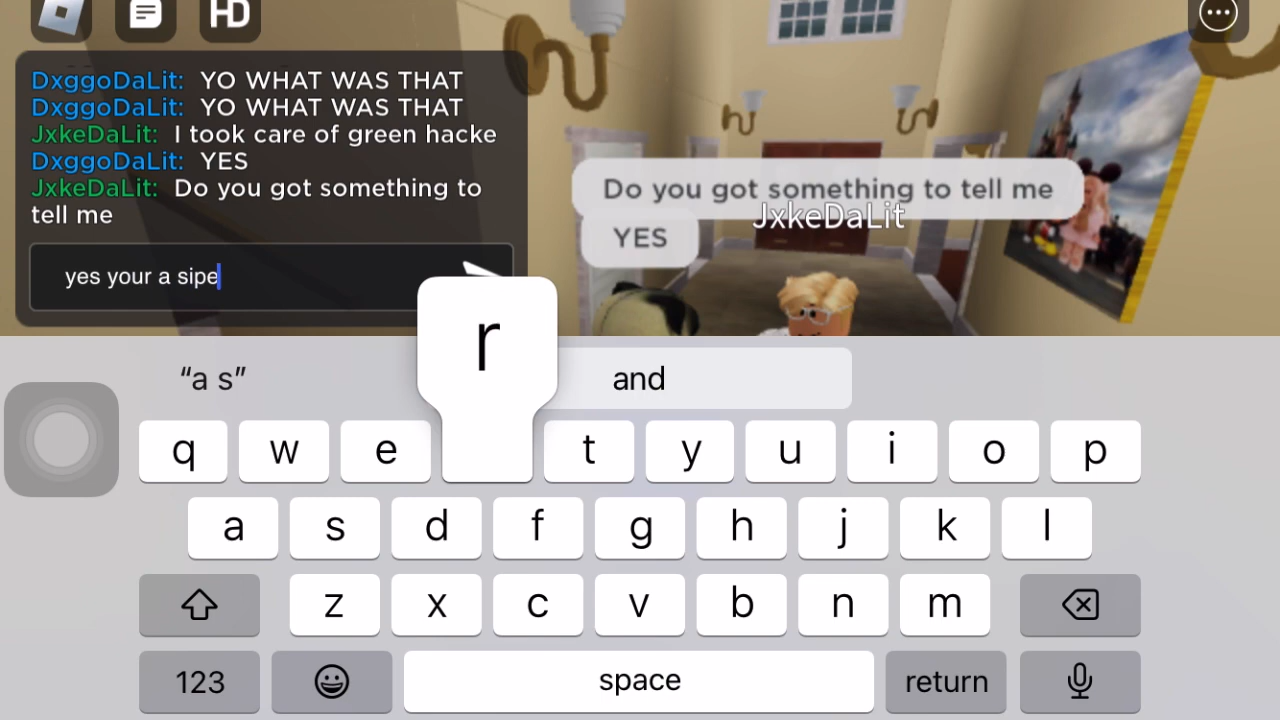 HD
DxggoDaLit: YO WHAT WAS THAT
DxggoDaLit: YO WHAT WAS THAT
JxkeDaLit: I took care of green hacke
DxggoDaLit: YES
JxkeDaLit: Do you got something to
tell me
yes your a sipe
Do you got something to tell me
JxkeDaLit
YES
r
“a s”
and
q w e t y u i o p
a s d f g h j k l
z x c v b n m
123 space return